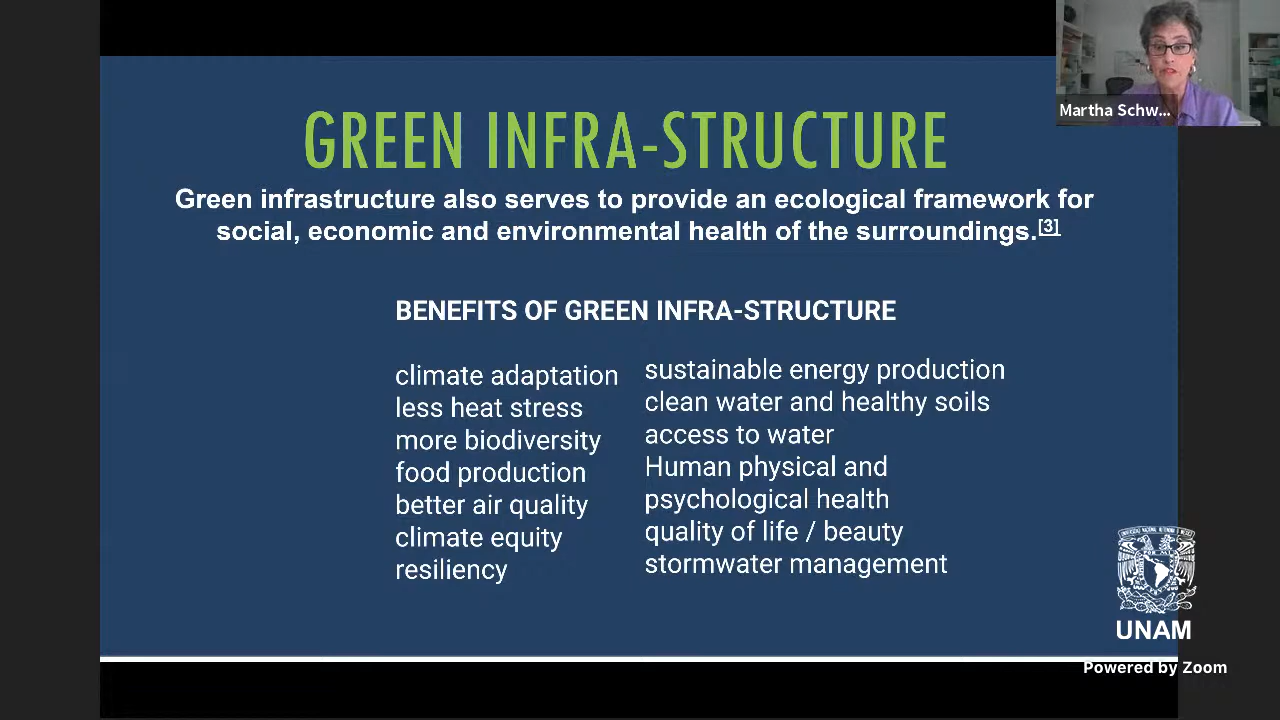 Martha Schw...
GREEN INFRA-STRUCTURE
Green infrastructure also serves to provide an ecological framework for
social, economic and environmental health of the surroundings.[3]
BENEFITS OF GREEN INFRA-STRUCTURE
climate adaptation
less heat stress
more biodiversity
food production
better air quality
climate equity
resiliency
sustainable energy production
clean water and healthy soils
access to water
Human physical and
psychological health
quality of life / beauty
stormwater management
UNAM
Powered by Zoom